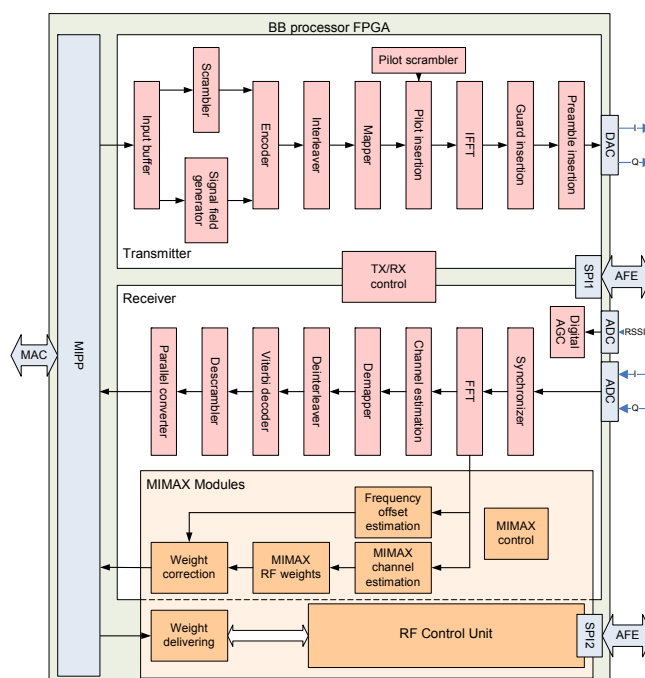 BB processor FPGA
Pilot scrambler
Scrambler
Input buffer
Signal field
generator
Encoder
Interleaver
Mapper
Pilot insertion
IFFT
Guard insertion
Preamble insertion
DAC
I
Q
Transmitter
TX/RX
control
SPI1
AFE
Receiver
MAC
MIPP
Digital
AGC
ADC
RSSI
Parallel converter
Descrambler
Viterbi decoder
Deinterleaver
Demapper
Channel estimation
FFT
Synchronizer
ADC
I
Q
MIMAX Modules
Frequency
offset
estimation
MIMAX
control
Weight
correction
MIMAX
RF weights
MIMAX
channel
estimation
Weight
delivering
RF Control Unit
SPI2
AFE